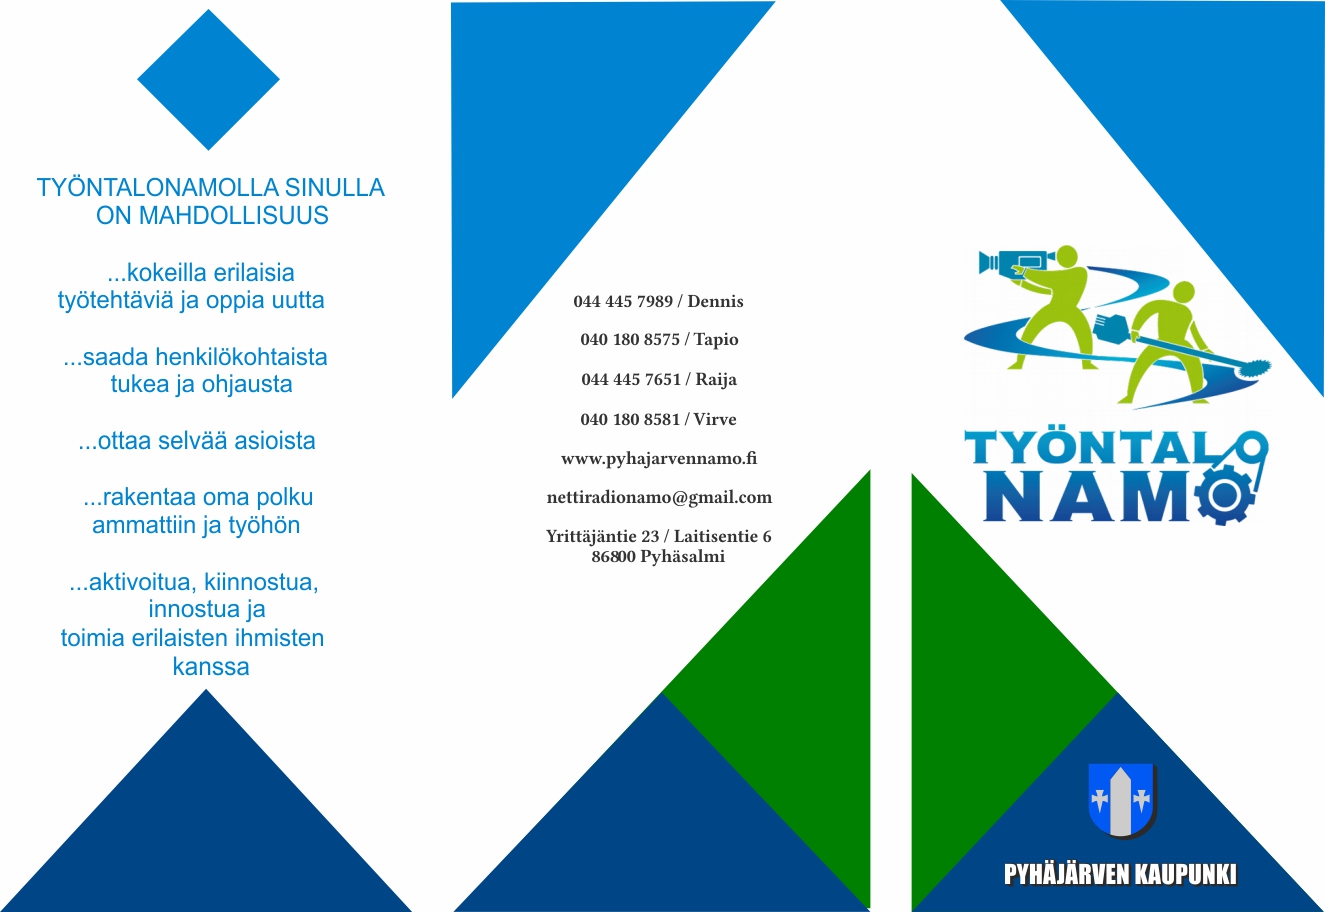 TYÖNTALONAMOLLA SINULLA
ON MAHDOLLISUUS
...kokeilla erilaisia
työtehtäviä ja oppia uutta
...saada henkilökohtaista
tukea ja ohjausta
...ottaa selvää asioista
...rakentaa oma polku
ammattiin ja työhön
...aktivoitua, kiinnostua,
innostua ja
toimia erilaisten ihmisten
kanssa
044 445 7989 / Dennis
040 180 8575 / Tapio
044 445 7651 / Raija
040 180 8581 / Virve
www.pyhajarvennamo.fi
nettiradionamo@gmail.com
Yrittäjäntie 23 / Laitisentie 6
86800 Pyhäsalmi
TYÖNTALO
NAMO
PYHÄJÄRVEN KAUPUNKI